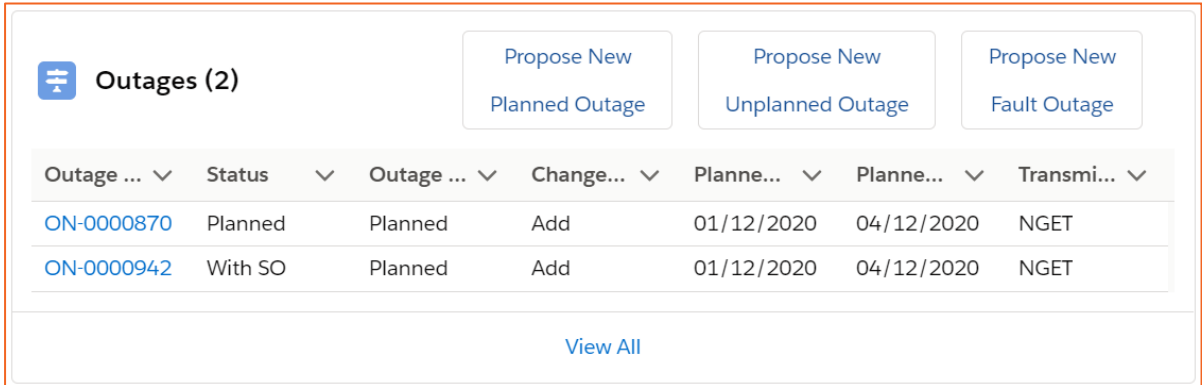 Outages (2)
Propose New
Planned Outage
Propose New
Unplanned Outage
Propose New
Fault Outage
Outage ... Status Outage ... Change... Planne... Planne... Transmi...
ON-0000870 Planned Planned Add 01/12/2020 04/12/2020 NGET
ON-0000942 With SO Planned Add 01/12/2020 04/12/2020 NGET
View All